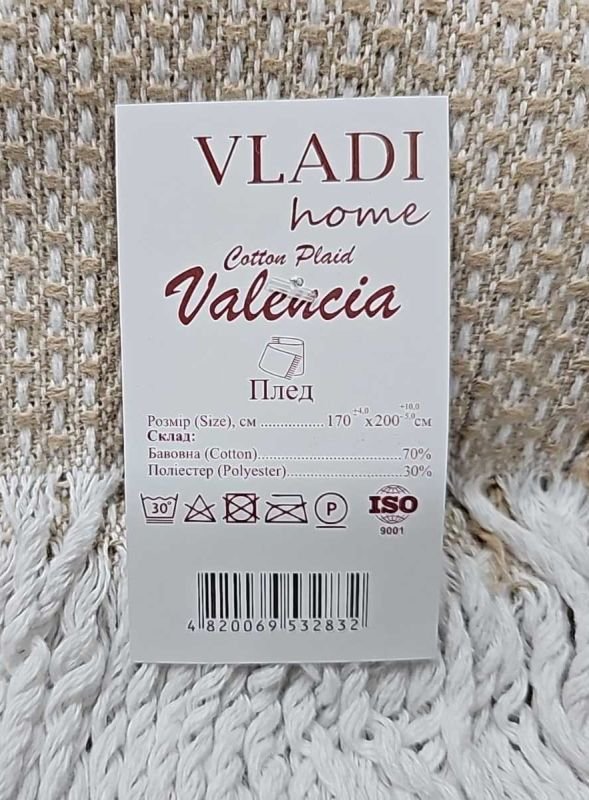 VLADI
home
Cotton Plaid
Valencia
Плед
Розмір (Size), см ................ 170 ±4,0 x200 +10,0 -5,0 см
Склад:
Бавовна (Cotton)..................................70%
Поліестер (Polyester)...........................30%
30° P ISO
9001
4 820069 532832